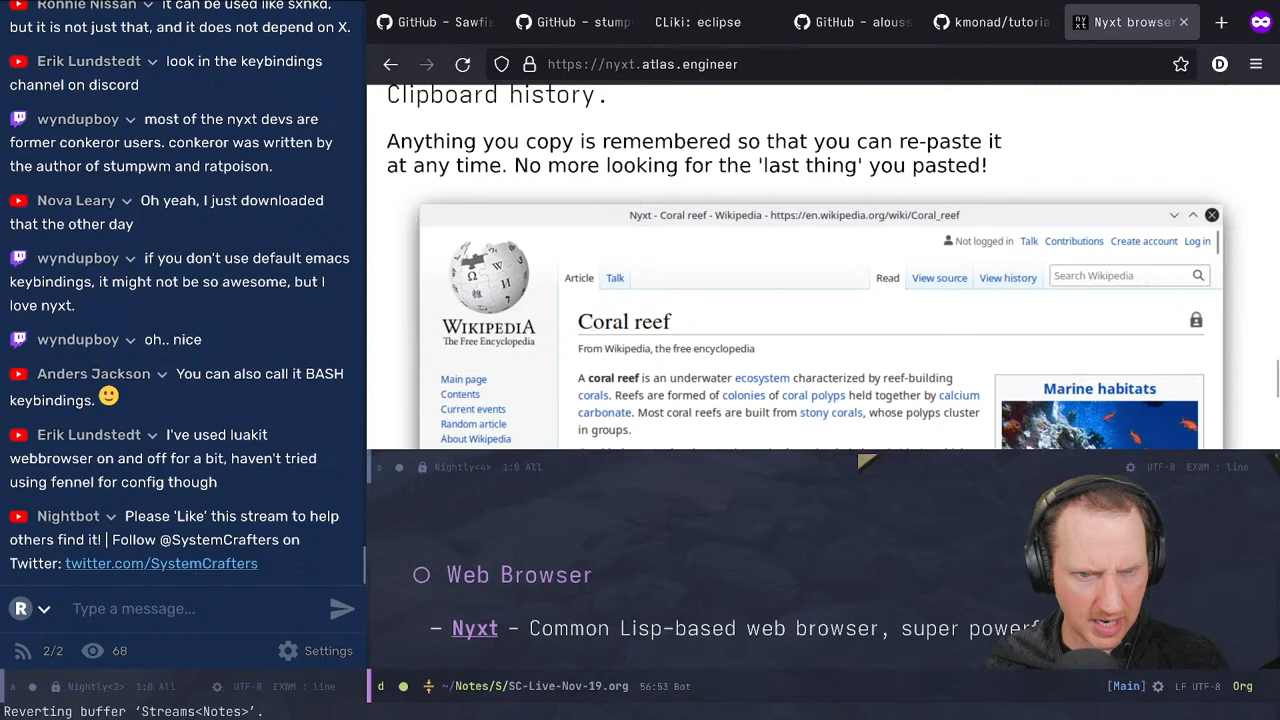 Ronnie Nissan it can be used like sxhkd,
but it is not just that, and it does not depend on X.
Erik Lundstedt look in the keybindings
channel on discord
wyndupboy most of the nyxt devs are
former conkeror users. conkeror was written by
the author of stumpwm and ratpoison.
Nova Leary Oh yeah, I just downloaded
that the other day
wyndupboy if you don't use default emacs
keybindings, it might not be so awesome, but I
love nyxt.
wyndupboy oh.. nice
Anders Jackson You can also call it BASH
keybindings.
Erik Lundstedt I've used luakit
webbrowser on and off for a bit, haven't tried
using fennel for config though
Nightbot Please 'Like' this stream to help
others find it! | Follow @SystemCrafters on
Twitter: twitter.com/SystemCrafters
R Type a message...
2/2 68 Settings
a Nightly<2> 1:0 All UTF-8 EXWM : line
Reverting buffer ‘Streams<Notes>’.
GitHub - Sawfis GitHub - stump CLiki: eclipse GitHub - alouss kmonad/tutoria nyxt Nyxt browser
https://nyxt.atlas.engineer D
Clipboard history.
Anything you copy is remembered so that you can re-paste it
at any time. No more looking for the 'last thing' you pasted!
Nyxt - Coral reef - Wikipedia - https://en.wikipedia.org/wiki/Coral_reef
Not logged in Talk Contributions Create account Log in
Article Talk Read View source View history Search Wikipedia
WIKIPEDIA
The Free Encyclopedia
Coral reef
From Wikipedia, the free encyclopedia
Main page
Contents
Current events
Random article
About Wikipedia
A coral reef is an underwater ecosystem characterized by reef-building
corals. Reefs are formed of colonies of coral polyps held together by calcium
carbonate. Most coral reefs are built from stony corals, whose polyps cluster
in groups.
Marine habitats
s Nightly<4> 1:0 All UTF-8 EXWM : line
Web Browser
– Nyxt – Common Lisp-based web browser, super powerf
d ~/Notes/S/SC-Live-Nov-19.org 56:53 Bot [Main] LF UTF-8 Org